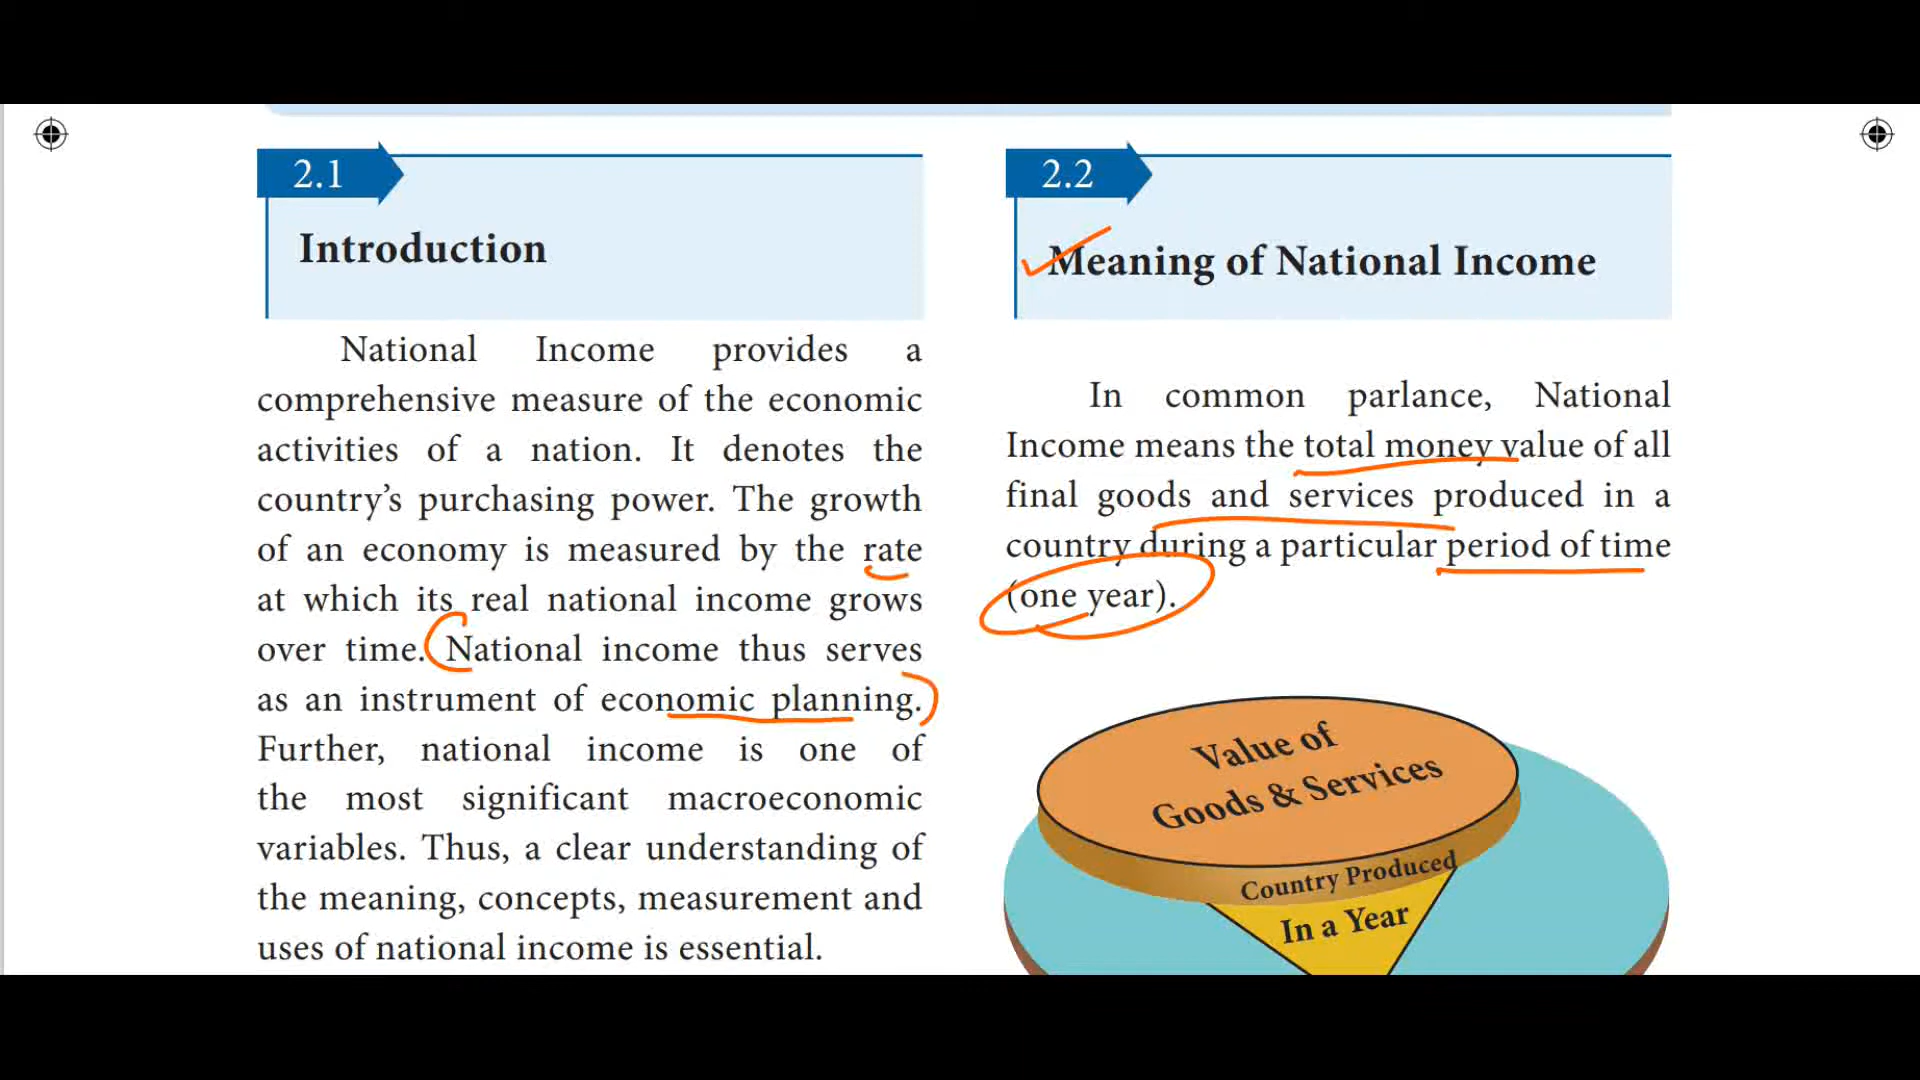 2.1
Introduction
National Income provides a
comprehensive measure of the economic
activities of a nation. It denotes the
country’s purchasing power. The growth
of an economy is measured by the rate
at which its real national income grows
over time. National income thus serves
as an instrument of economic planning.
Further, national income is one of
the most significant macroeconomic
variables. Thus, a clear understanding of
the meaning, concepts, measurement and
uses of national income is essential.
2.2
Meaning of National Income
In common parlance, National
Income means the total money value of all
final goods and services produced in a
country during a particular period of time
(one year).
Value of
Goods & Services
Country Produced
In a Year